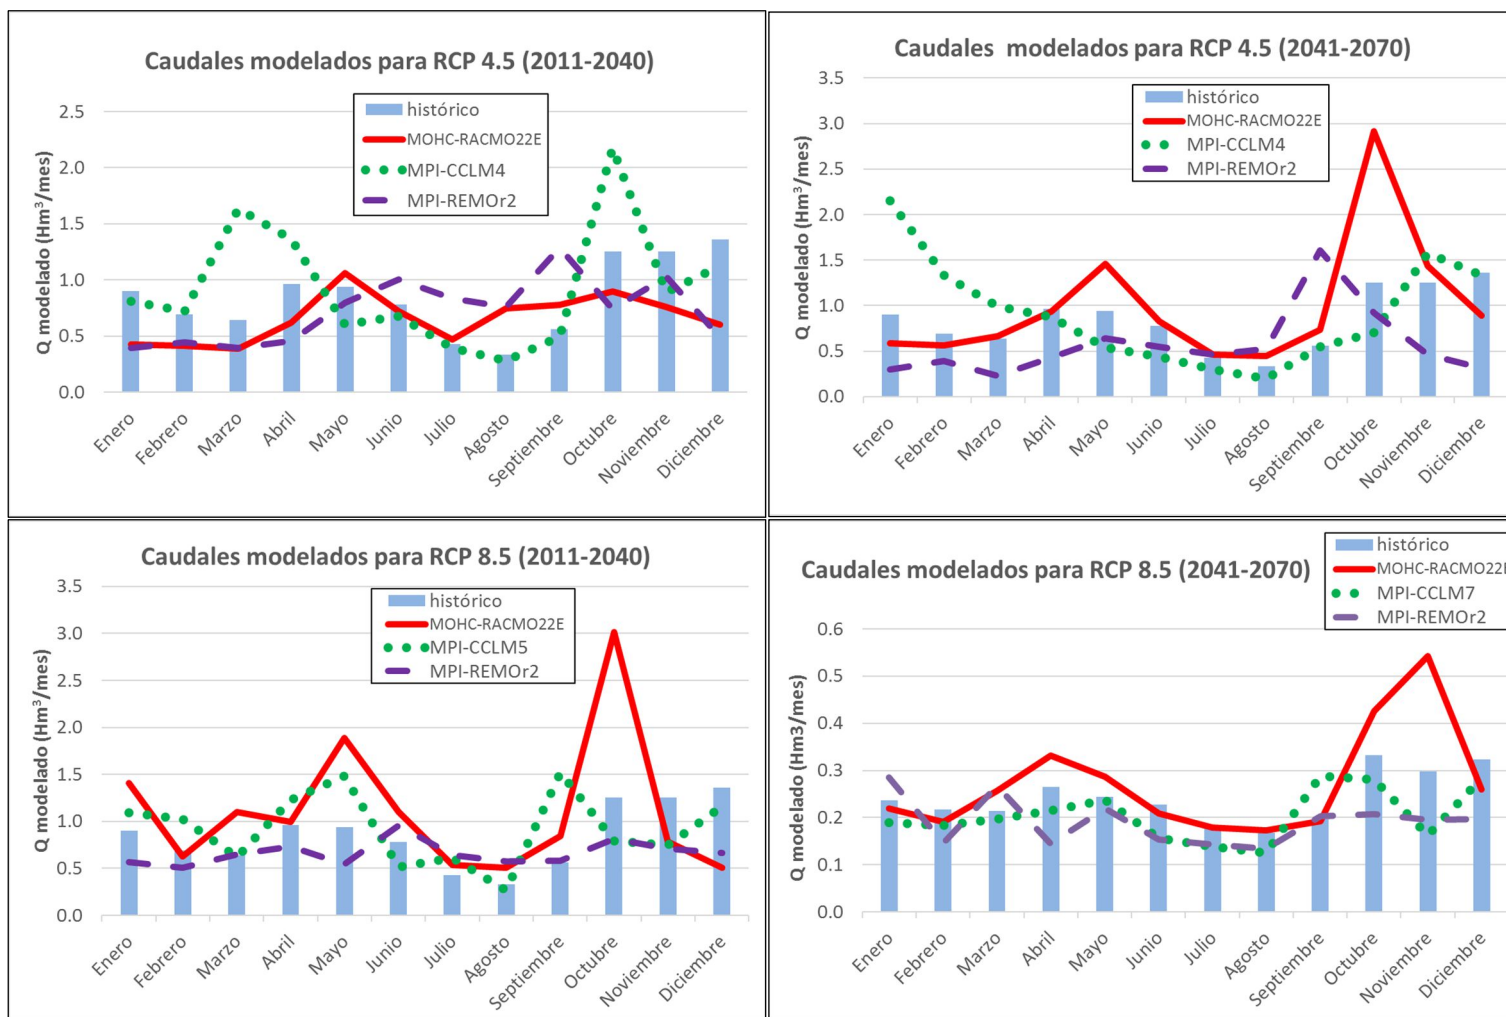 Caudales modelados para RCP 4.5 (2011-2040)
histórico
MOHC-RACMO22E
MPI-CCLM4
MPI-REMOr2
Q modelado (Hm³/mes)
2.5
2.0
1.5
1.0
0.5
0.0
Enero
Febrero
Marzo
Abril
Mayo
Junio
Julio
Agosto
Septiembre
Octubre
Noviembre
Diciembre
Caudales modelados para RCP 4.5 (2041-2070)
histórico
MOHC-RACMO22E
MPI-CCLM4
MPI-REMOr2
Q modelado (Hm³/mes)
3.5
3.0
2.5
2.0
1.5
1.0
0.5
0.0
Enero
Febrero
Marzo
Abril
Mayo
Junio
Julio
Agosto
Septiembre
Octubre
Noviembre
Diciembre
Caudales modelados para RCP 8.5 (2011-2040)
histórico
MOHC-RACMO22E
MPI-CCLM5
MPI-REMOr2
Q modelado (Hm³/mes)
3.5
3.0
2.5
2.0
1.5
1.0
0.5
0.0
Enero
Febrero
Marzo
Abril
Mayo
Junio
Julio
Agosto
Septiembre
Octubre
Noviembre
Diciembre
Caudales modelados para RCP 8.5 (2041-2070)
histórico
MOHC-RACMO22E
MPI-CCLM7
MPI-REMOr2
Q modelado (Hm3/mes)
0.6
0.5
0.4
0.3
0.2
0.1
0.0
Enero
Febrero
Marzo
Abril
Mayo
Junio
Julio
Agosto
Septiembre
Octubre
Noviembre
Diciembre